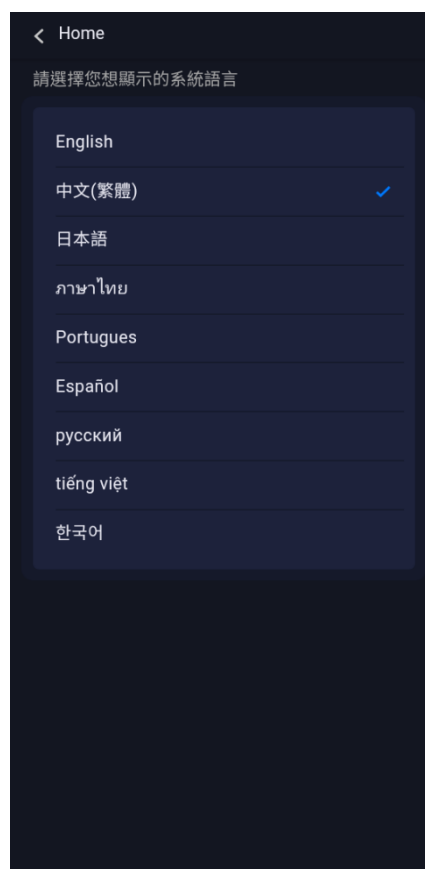 Home
請選擇您想顯示的系統語言
English
中文(繁體)
日本語
ภาษาไทย
Portugues
Español
русский
tiếng việt
한국어